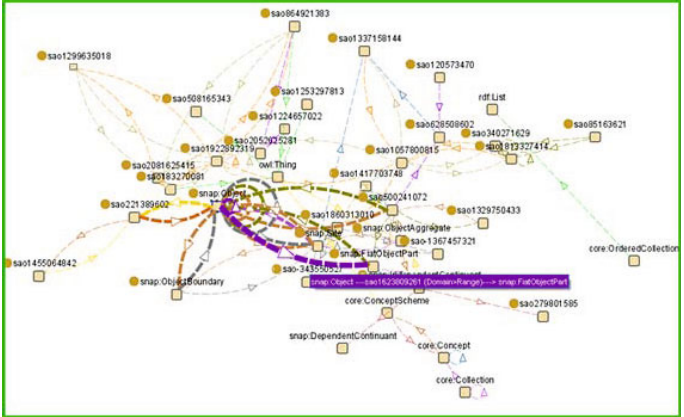 sao864921383
sao1337158144
sao1299635018
sao120573470
sao1253297813
rdf:List
sao508165343
sao1224657022
sao628508602
sao85163621
sao340271629
sao1922892319
sao1057800815
sao1813327414
owl:Thing
sao2081625415
sao1417703748
sao183270081
snap:Object
sao500241072
sao221389602
sao1860313010
sao1329750433
snap:ObjectAggregate
snap:Site
sao-1367457321
snap:FiatObjectPart
core:OrderedCollection
sao1455064842
snap:ObjectBoundary
snap:Object ---sao1623809261 (Domain>Range)---> snap:FiatObjectPart
sao279801585
core:ConceptScheme
snap:DependentContinuant
core:Concept
core:Collection